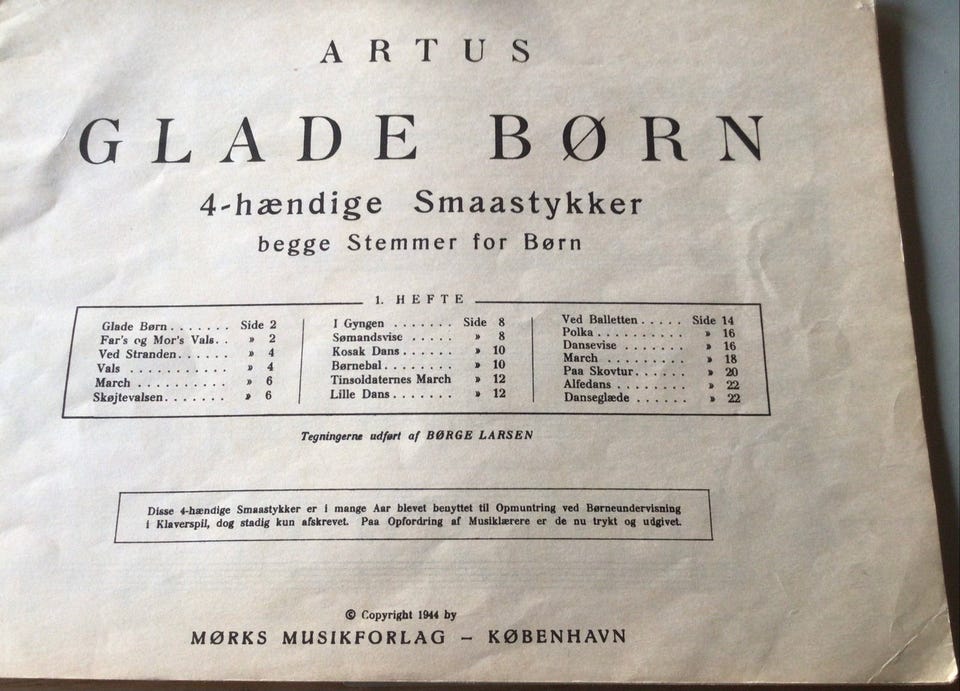 ARTUS
GLADE BØRN
4-hændige Smaastykker
begge Stemmer for Børn
1. HEFTE
Glade Børn . . . . . . . Side 2
Far's og Mor's Vals. . » 2
Ved Stranden. . . . . . » 4
Vals . . . . . . . . . . . » 4
March . . . . . . . . . . » 6
Skøjtevalsen. . . . . . . » 6
I Gyngen . . . . . . . Side 8
Sømandsvise . . . . . » 8
Kosak Dans . . . . . . » 10
Børnebal. . . . . . . . » 10
Tinsoldaternes March » 12
Lille Dans . . . . . . . » 12
Ved Balletten . . . . . Side 14
Polka . . . . . . . . . . » 16
Dansevise . . . . . . . » 16
March . . . . . . . . . » 18
Paa Skovtur. . . . . . » 20
Alfedans . . . . . . . . » 22
Danseglæde . . . . . . » 22
Tegningerne udført af BØRGE LARSEN
Disse 4-hændige Smaastykker er i mange Aar blevet benyttet til Opmuntring ved Børneundervisning
i Klaverspil, dog stadig kun afskrevet. Paa Opfordring af Musiklærere er de nu trykt og udgivet.
© Copyright 1944 by
MØRKS MUSIKFORLAG – KØBENHAVN